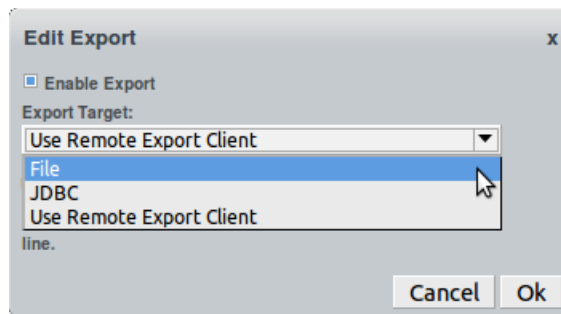 Edit Export
x
Enable Export
Export Target:
Use Remote Export Client
File
JDBC
Use Remote Export Client
line.
Cancel Ok